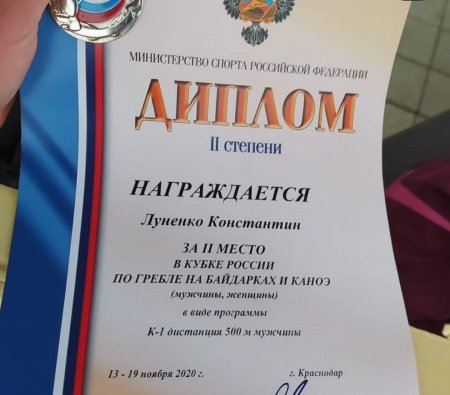 МИНИСТЕРСТВО СПОРТА РОССИЙСКОЙ ФЕДЕРАЦИИ
ДИПЛОМ
II СТЕПЕНИ
НАГРАЖДАЕТСЯ
Луненко Константин
ЗА II МЕСТО
В КУБКЕ РОССИИ
ПО ГРЕБЛЕ НА БАЙДАРКАХ И КАНОЭ
(мужчины, женщины)
в виде программы
К-1 дистанция 500 м мужчины
13 - 19 ноября 2020 г. г. Краснодар